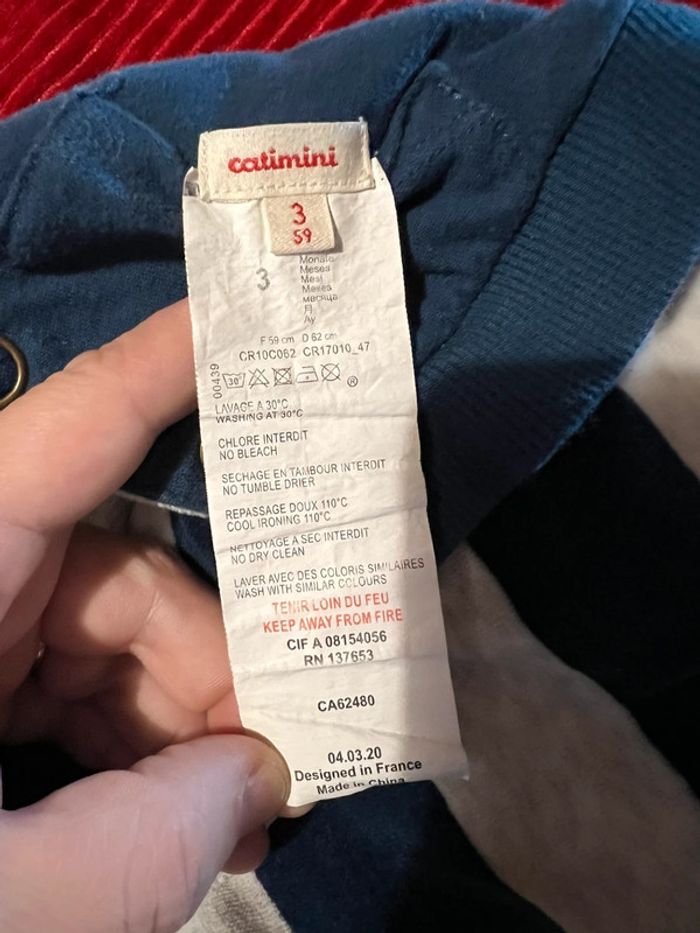 catimini
3
59
3
Monate
Meses
Mesi
Meses
месяца
Ay
F 59 cm D 62 cm
CR10C062 CR17010_47
00439
30°
®
LAVAGE A 30°C
WASHING AT 30°C
CHLORE INTERDIT
NO BLEACH
SECHAGE EN TAMBOUR INTERDIT
NO TUMBLE DRIER
REPASSAGE DOUX 110°C
COOL IRONING 110°C
NETTOYAGE A SEC INTERDIT
NO DRY CLEAN
LAVER AVEC DES COLORIS SIMILAIRES
WASH WITH SIMILAR COLOURS
TENIR LOIN DU FEU
KEEP AWAY FROM FIRE
CIF A 08154056
RN 137653
CA62480
04.03.20
Designed in France
Made in China